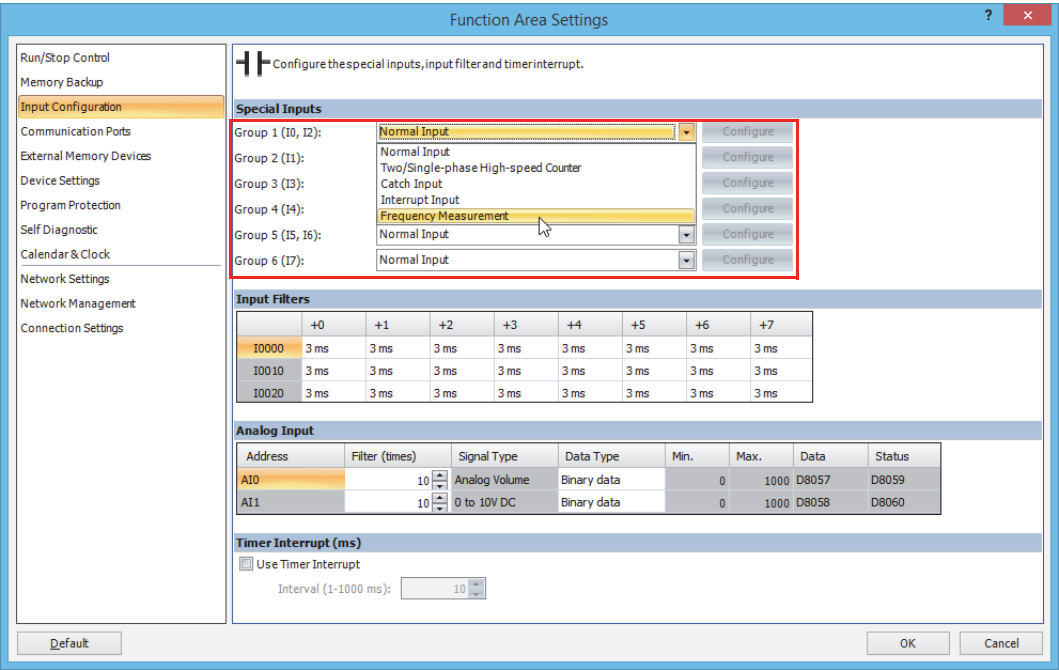 Function Area Settings
? ×
Run/Stop Control
Memory Backup
Input Configuration
Communication Ports
External Memory Devices
Device Settings
Program Protection
Self Diagnostic
Calendar & Clock
Network Settings
Network Management
Connection Settings
Configure the special inputs, input filter and timer interrupt.
Special Inputs
Group 1 (I0, I2): Normal Input Configure
Normal Input
Two/Single-phase High-speed Counter
Catch Input
Interrupt Input
Frequency Measurement
Group 2 (I1): Configure
Group 3 (I3): Configure
Group 4 (I4): Configure
Group 5 (I5, I6): Normal Input Configure
Group 6 (I7): Normal Input Configure
Input Filters
+0 +1 +2 +3 +4 +5 +6 +7
I0000 3 ms 3 ms 3 ms 3 ms 3 ms 3 ms 3 ms 3 ms
I0010 3 ms 3 ms 3 ms 3 ms 3 ms 3 ms 3 ms 3 ms
I0020 3 ms 3 ms 3 ms 3 ms 3 ms 3 ms 3 ms 3 ms
Analog Input
Address Filter (times) Signal Type Data Type Min. Max. Data Status
AI0 10 Analog Volume Binary data 0 1000 D8057 D8059
AI1 10 0 to 10V DC Binary data 0 1000 D8058 D8060
Timer Interrupt (ms)
Use Timer Interrupt
Interval (1-1000 ms): 10
Default OK Cancel